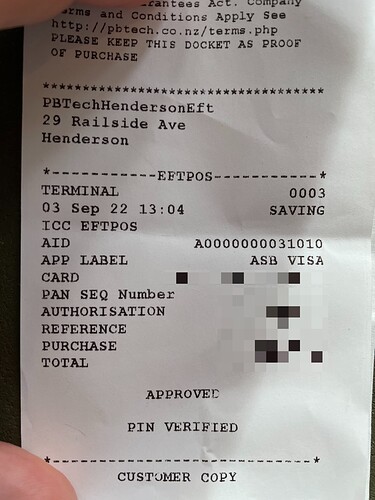 arantees Act. Company
Terms and Conditions Apply See
http://pbtech.co.nz/terms.php
PLEASE KEEP THIS DOCKET AS PROOF
OF PURCHASE
********************************
PBTechHendersonEft
29 Railside Ave
Henderson
*------------EFTPOS------------*
TERMINAL 0003
03 Sep 22 13:04 SAVING
ICC EFTPOS
AID A0000000031010
APP LABEL ASB VISA
CARD
PAN SEQ Number
AUTHORISATION
REFERENCE
PURCHASE
TOTAL
APPROVED
PIN VERIFIED
*------------------------------*
CUSTOMER COPY